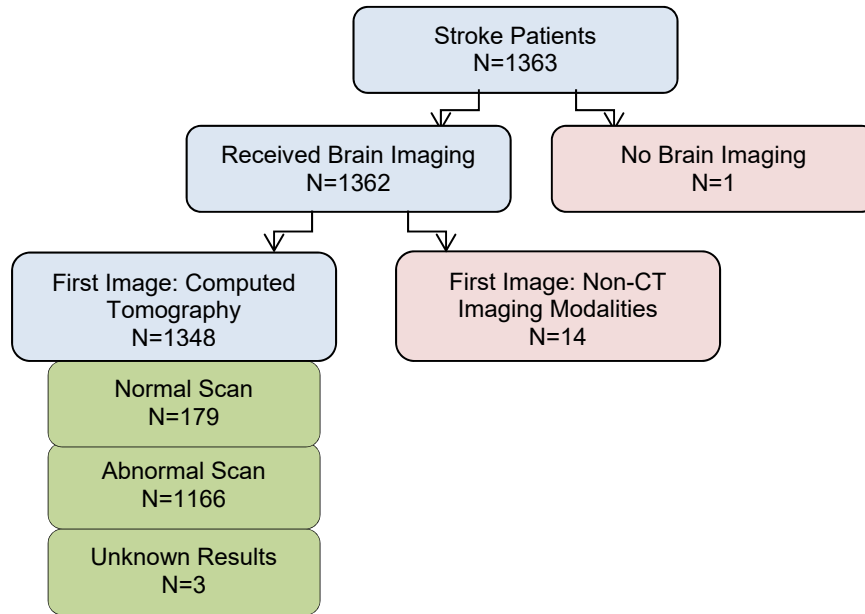 Stroke Patients
N=1363
Received Brain Imaging
N=1362
No Brain Imaging
N=1
First Image: Computed
Tomography
N=1348
First Image: Non-CT
Imaging Modalities
N=14
Normal Scan
N=179
Abnormal Scan
N=1166
Unknown Results
N=3